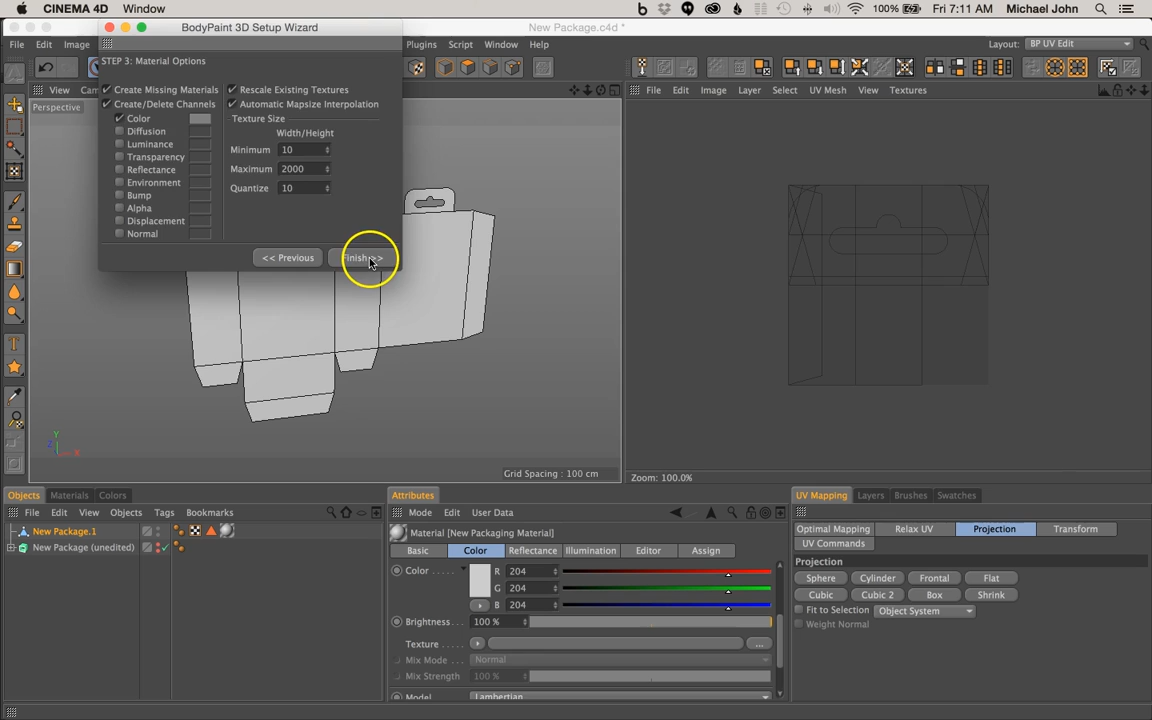 CINEMA 4D Window 100% Fri 7:11 AM Michael John
BodyPaint 3D Setup Wizard
New Package.c4d *
File Edit Image Plugins Script Window Help Layout: BP UV Edit
STEP 3: Material Options
Create Missing Materials Rescale Existing Textures
Create/Delete Channels Automatic Mapsize Interpolation
Color Texture Size
Diffusion Width/Height
Luminance Minimum 10
Transparency
Reflectance Maximum 2000
Environment Quantize 10
Bump
Alpha
Displacement
Normal
<< Previous Finish>>
View Cam
Perspective
File Edit Image Layer Select UV Mesh View Textures
Y
Z X
Grid Spacing : 100 cm
Zoom: 100.0%
Objects Materials Colors
File Edit View Objects Tags Bookmarks
New Package.1
New Package (unedited)
Attributes
Mode Edit User Data
Material [New Packaging Material]
Basic Color Reflectance Illumination Editor Assign
Color . . . . . R 204
G 204
B 204
Brightness. . . 100 %
Texture . . . . . ...
Mix Mode . . . Normal
Mix Strength 100 %
Model Lambertian
UV Mapping Layers Brushes Swatches
Optimal Mapping Relax UV Projection Transform
UV Commands
Projection
Sphere Cylinder Frontal Flat
Cubic Cubic 2 Box Shrink
Fit to Selection Object System
Weight Normal